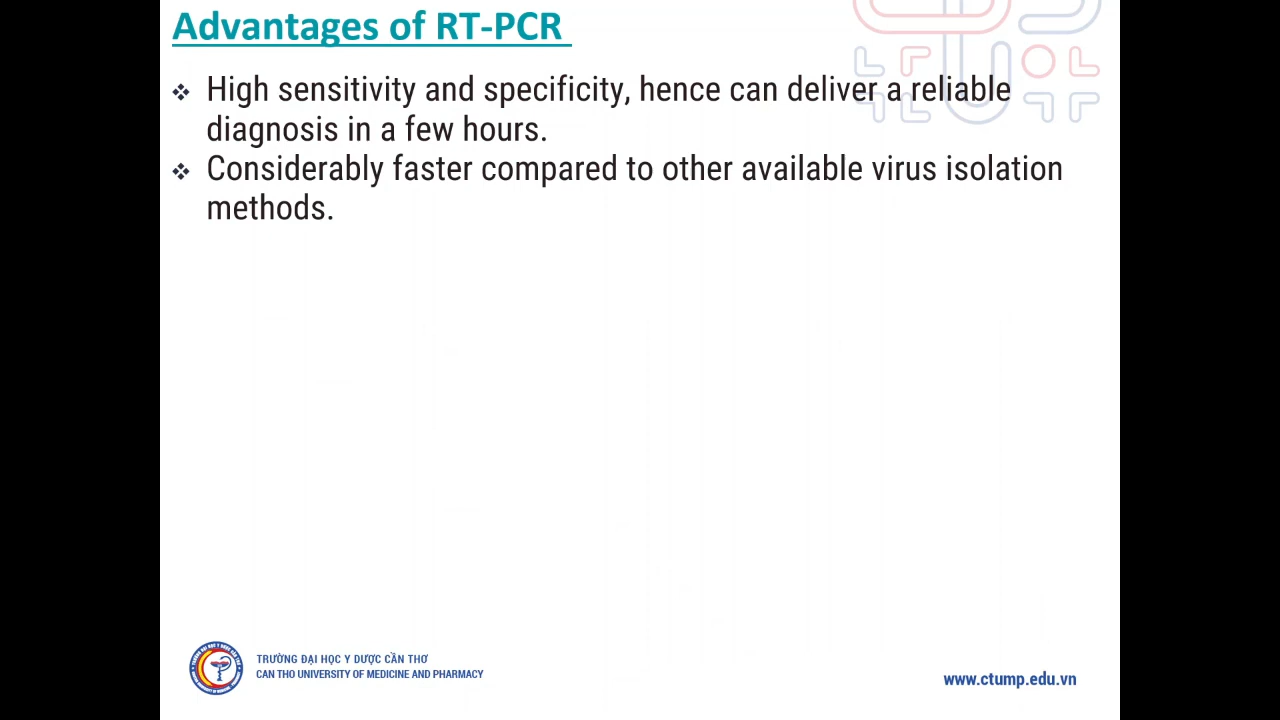 Advantages of RT-PCR
❖ High sensitivity and specificity, hence can deliver a reliable
diagnosis in a few hours.
❖ Considerably faster compared to other available virus isolation
methods.
TRƯỜNG ĐẠI HỌC Y DƯỢC CẦN THƠ
CAN THO UNIVERSITY OF MEDICINE AND PHARMACY
www.ctump.edu.vn